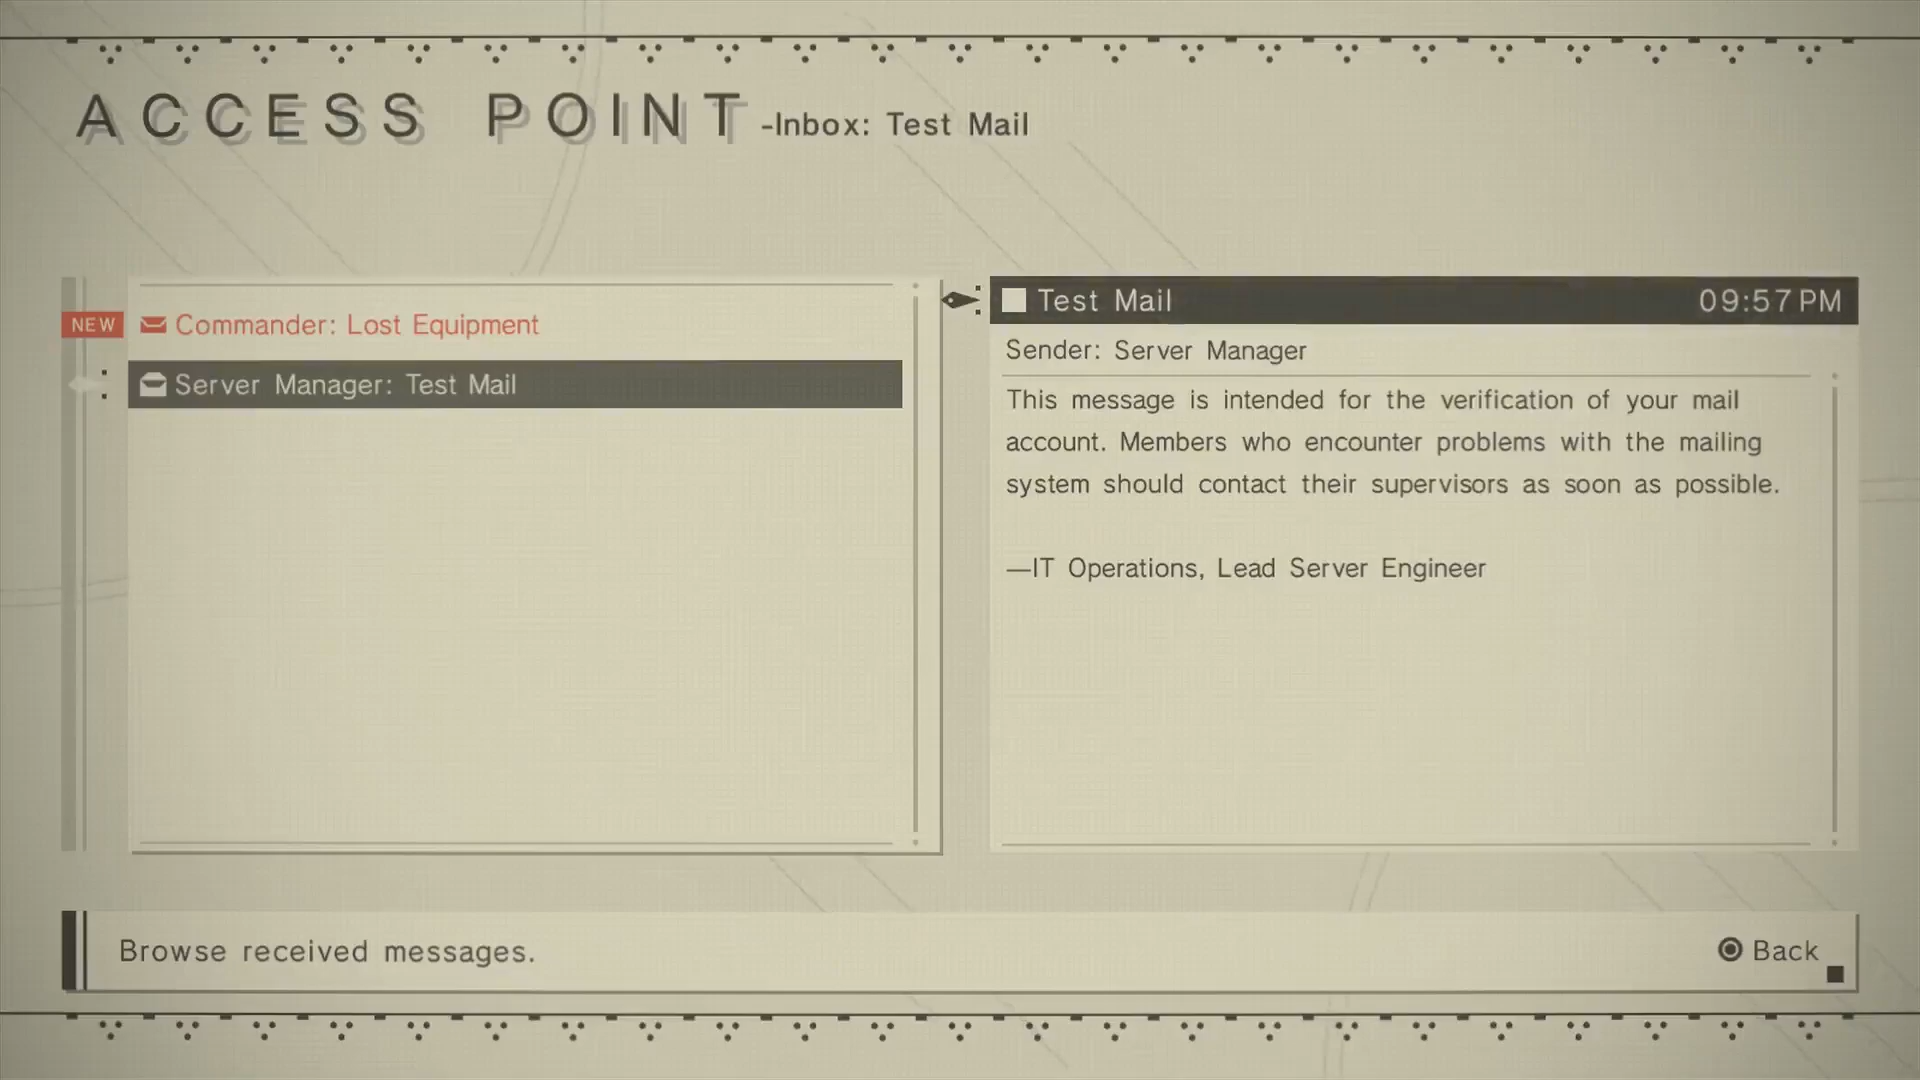 ACCESS POINT -Inbox: Test Mail
NEW Commander: Lost Equipment
Server Manager: Test Mail
Test Mail 09:57 PM
Sender: Server Manager
This message is intended for the verification of your mail
account. Members who encounter problems with the mailing
system should contact their supervisors as soon as possible.
—IT Operations, Lead Server Engineer
Browse received messages.
Back